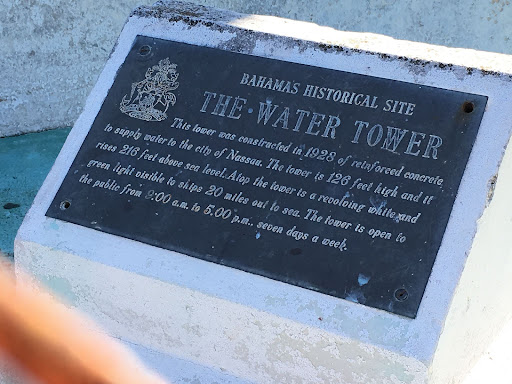 BAHAMAS HISTORICAL SITE
THE · WATER TOWER
This tower was constructed in 1928 of reinforced concrete
to supply water to the city of Nassau. The tower is 126 feet high and it
rises 216 feet above sea level. Atop the tower is a revolving white and
green light visible to ships 20 miles out to sea. The tower is open to
the public from 9:00 a.m. to 5.00 p.m., seven days a week.